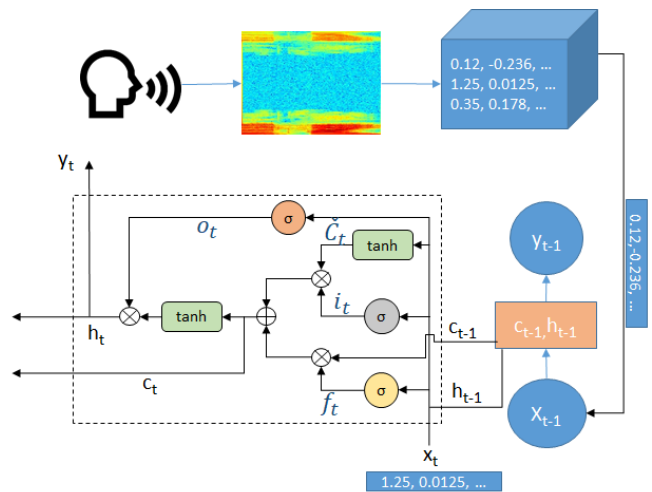 0.12, -0.236, ...
1.25, 0.0125, ...
0.35, 0.178, ...
yt
0.12,-0.236, ...
ot
σ
Čt
tanh
yt-1
it
σ
tanh
ht
ct-1
ct-1,ht-1
ct
ft
σ
ht-1
Xt-1
xt
1.25, 0.0125, ...